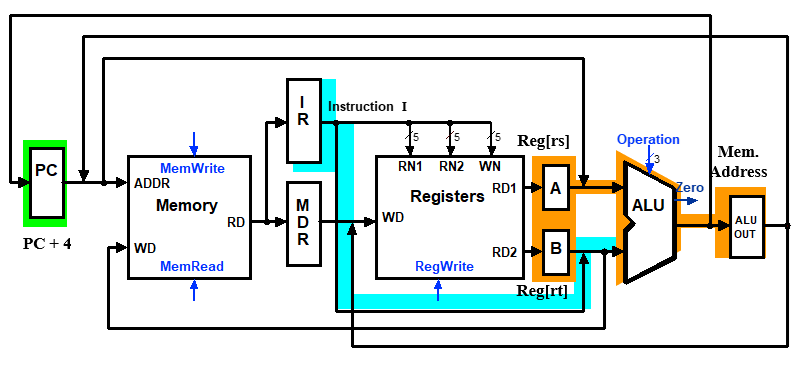 I
R
Instruction I
5
5
5
Operation
3
Reg[rs]
Mem.
Address
PC
MemWrite
RN1
RN2
WN
ADDR
Memory
Registers
RD1
A
Zero
ALU
M
D
R
RD
WD
ALU
OUT
PC + 4
WD
RD2
B
MemRead
RegWrite
Reg[rt]